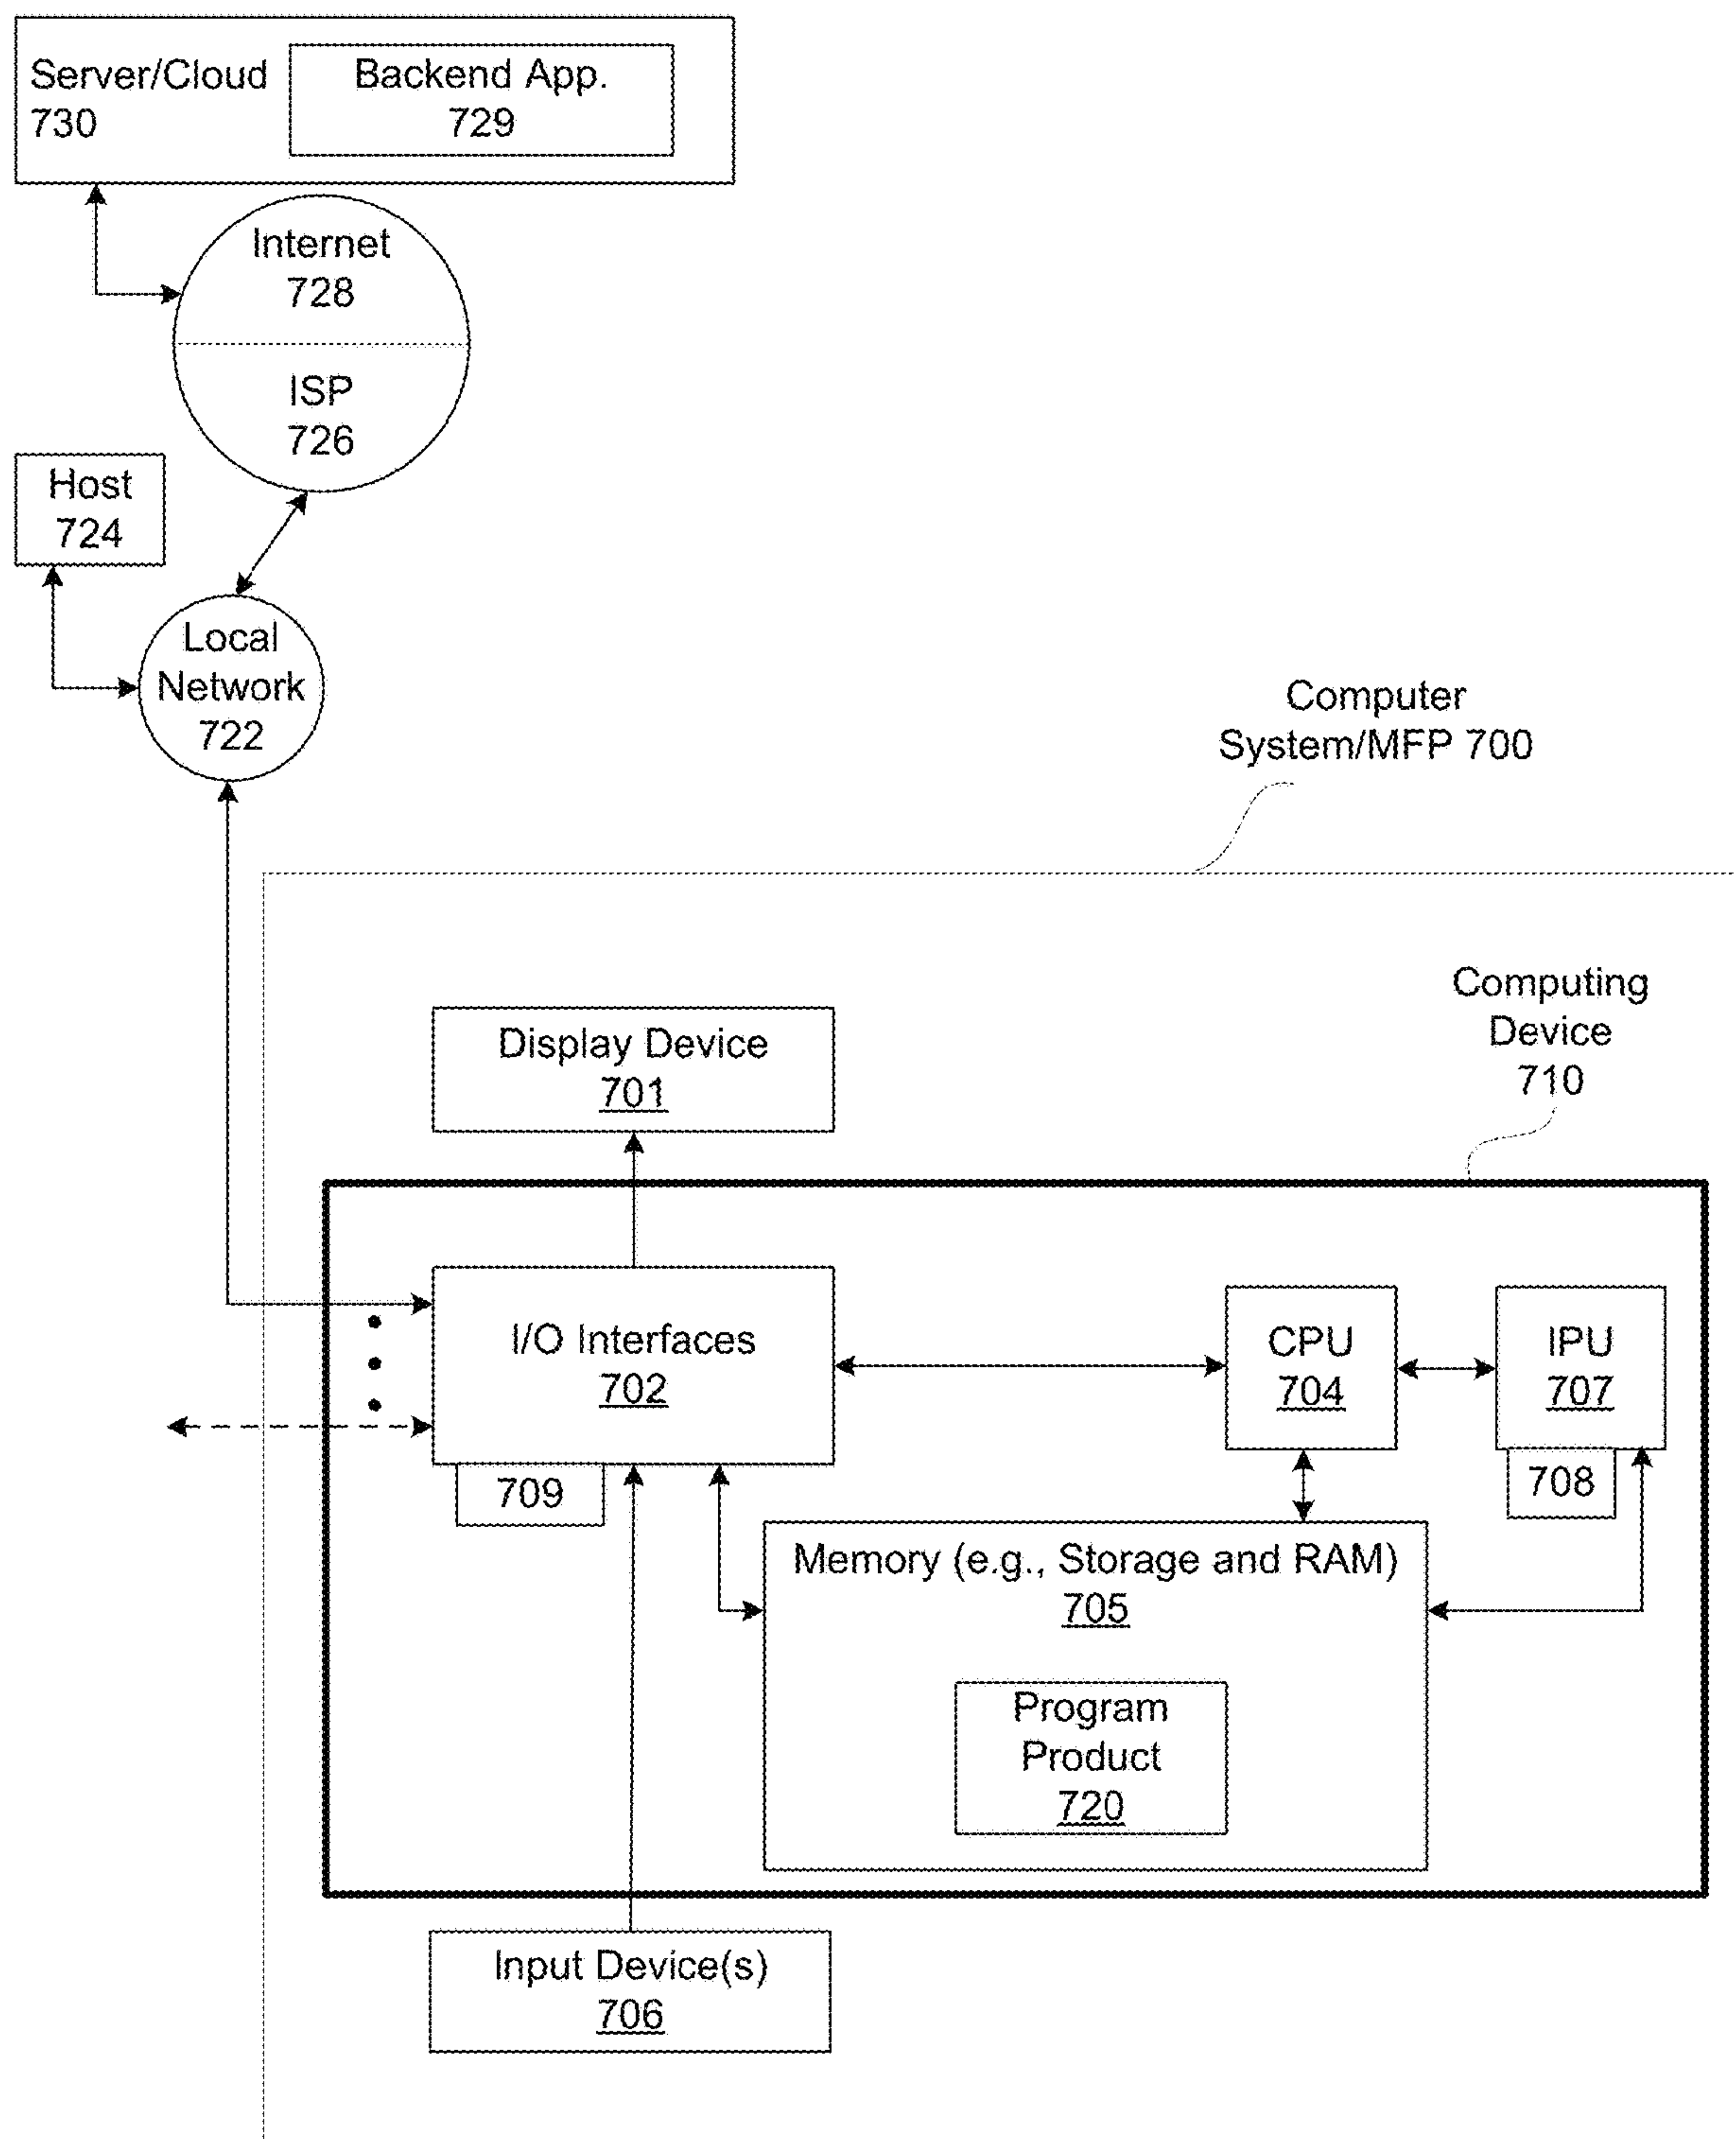 Server/Cloud
730
Backend App.
729
Internet
728
ISP
726
Host
724
Local
Network
722
Computer
System/MFP 700
Computing
Device
710
Display Device
701
I/O Interfaces
702
709
CPU
704
IPU
707
708
Memory (e.g., Storage and RAM)
705
Program
Product
720
Input Device(s)
706